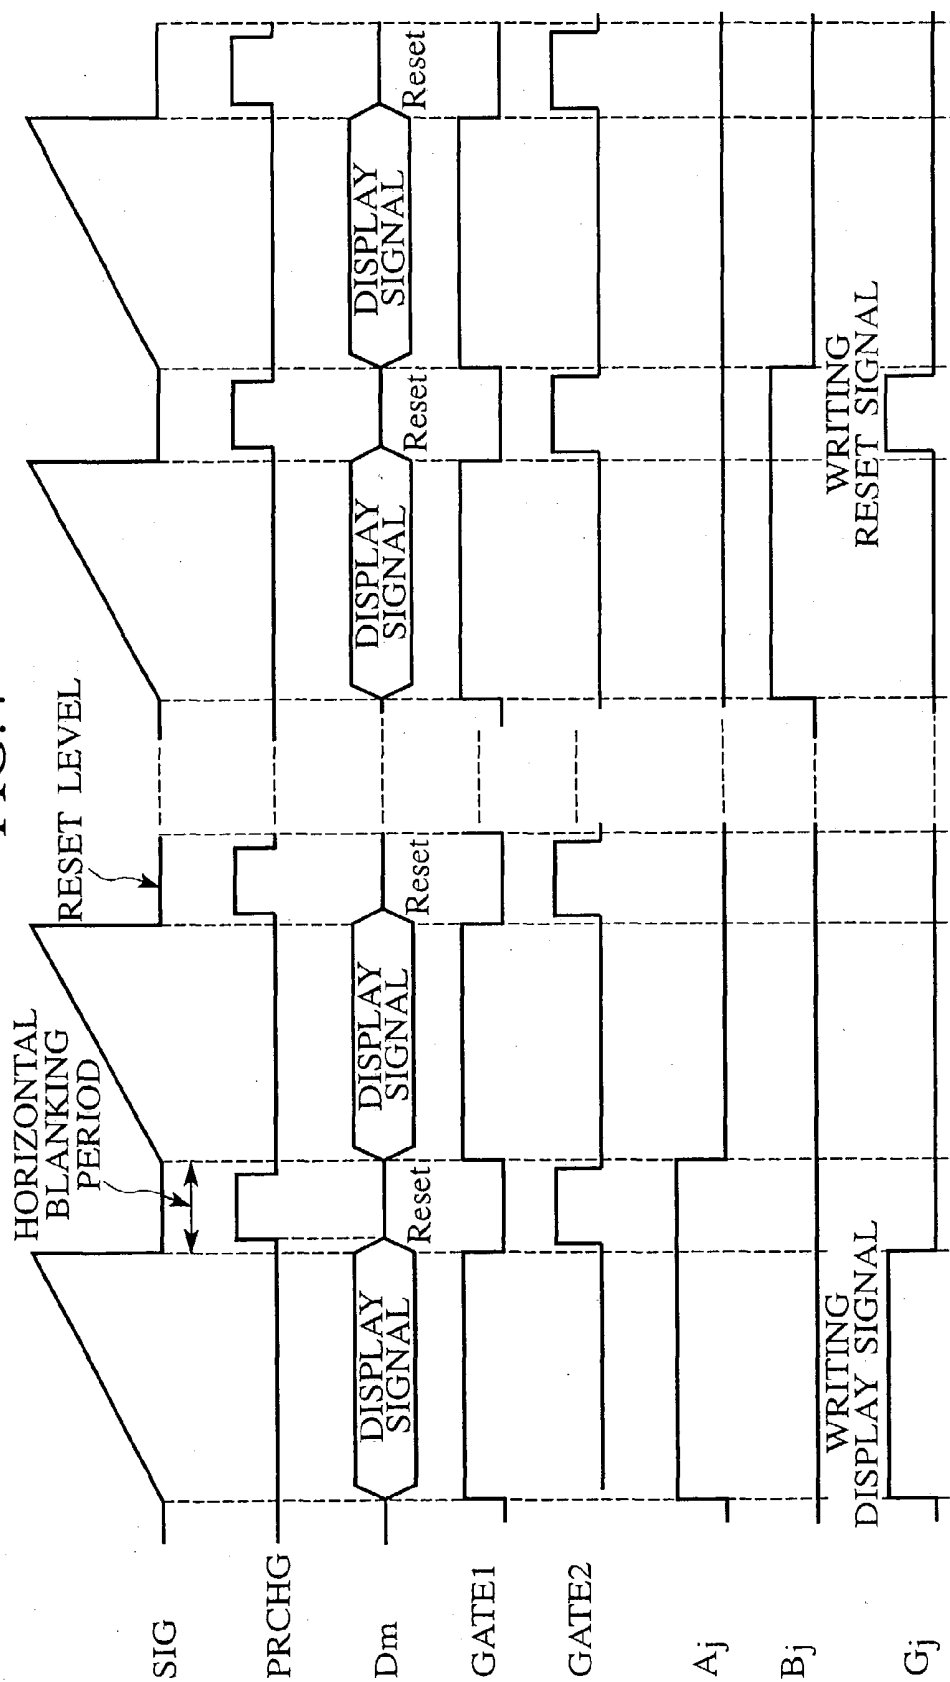 FIG.
HORIZONTAL
BLANKING
PERIOD
RESET LEVEL
SIG
PRCHG
Dm
DISPLAY
SIGNAL
Reset
DISPLAY
SIGNAL
Reset
DISPLAY
SIGNAL
Reset
DISPLAY
SIGNAL
Reset
GATE1
GATE2
Aj
Bj
WRITING
DISPLAY SIGNAL
WRITING
RESET SIGNAL
Gj